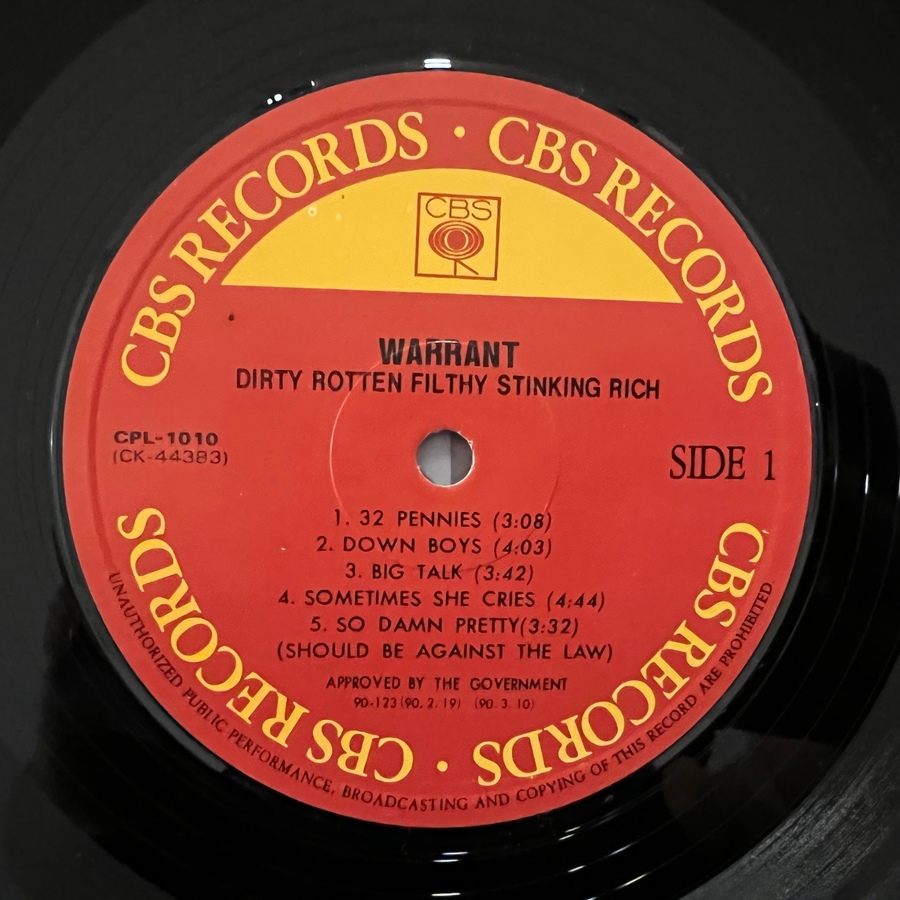 CBS RECORDS · CBS RECORDS
CBS
WARRANT
DIRTY ROTTEN FILTHY STINKING RICH
CPL-1010
(CK-44383)
SIDE 1
1. 32 PENNIES (3:08)
2. DOWN BOYS (4:03)
3. BIG TALK (3:42)
4. SOMETIMES SHE CRIES (4:44)
5. SO DAMN PRETTY(3:32)
(SHOULD BE AGAINST THE LAW)
APPROVED BY THE GOVERNMENT
90-123(90. 2. 19) (90. 3. 10)
CBS RECORDS · CBS RECORDS
UNAUTHORIZED PUBLIC PERFORMANCE, BROADCASTING AND COPYING OF THIS RECORD ARE PROHIBITED